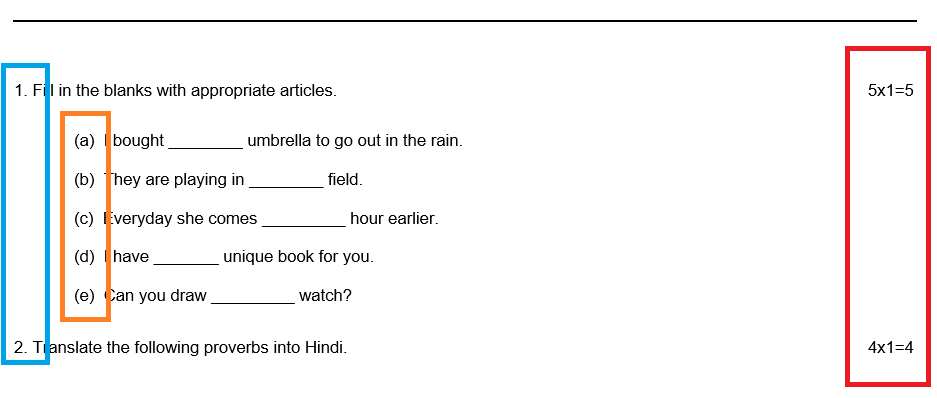 1. Fill in the blanks with appropriate articles. 5x1=5
(a) I bought ________ umbrella to go out in the rain.
(b) They are playing in ________ field.
(c) Everyday she comes _________ hour earlier.
(d) I have _______ unique book for you.
(e) Can you draw _________ watch?
2. Translate the following proverbs into Hindi. 4x1=4